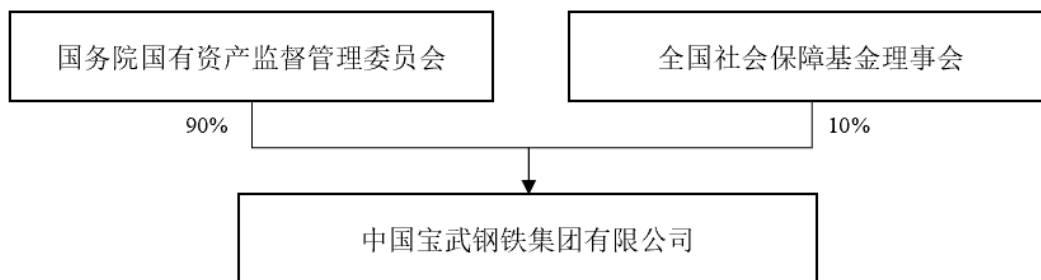 国务院国有资产监督管理委员会
全国社会保障基金理事会
90%
10%
中国宝武钢铁集团有限公司